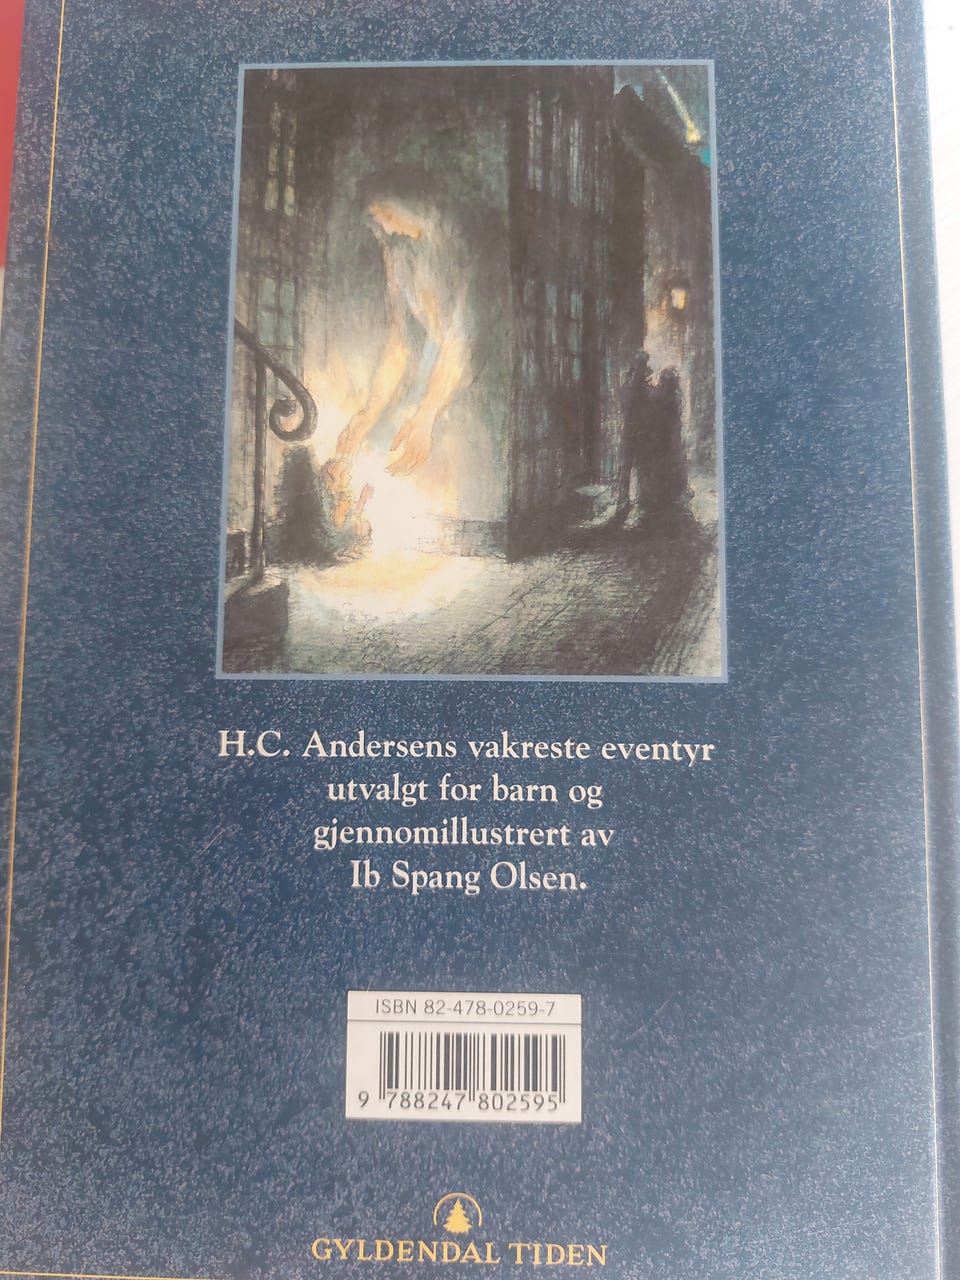 H.C. Andersens vakreste eventyr
utvalgt for barn og
gjennomillustrert av
Ib Spang Olsen.
ISBN 82-478-0259-7
9 788247 802595
GYLDENDAL TIDEN